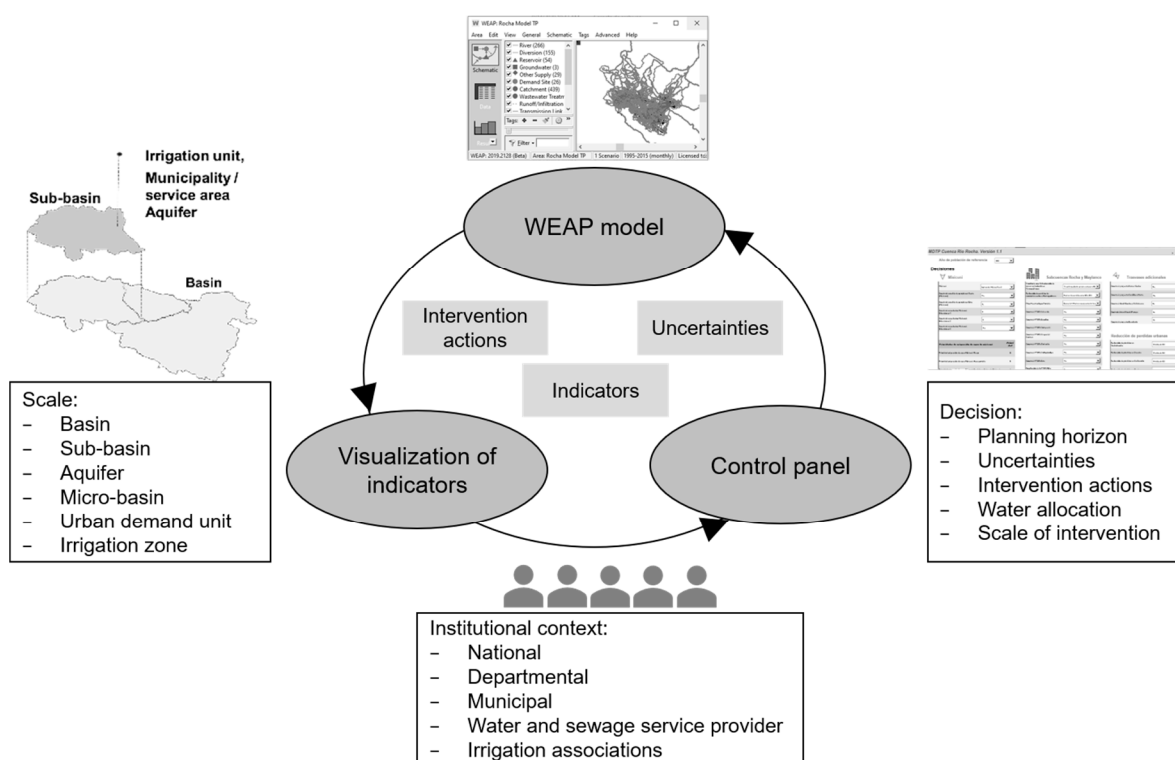 WEAP: Rocha Model TP
Area Edit View General Schematic Tags Advanced Help
River (266)
Diversion (155)
Reservoir (54)
Groundwater (3)
Other Supply (29)
Demand Site (26)
Catchment (439)
Wastewater Treatm
Runoff/Infiltration
Transmission Link
Schematic
Data
Tags:
Filter
WEAP: 2019.2128 (Beta) Area: Rocha Model TP 1 Scenario 1995-2015 (monthly) Licensed to:
Irrigation unit,
Municipality /
service area
Aquifer
Sub-basin
Basin
WEAP model
Intervention
actions
Uncertainties
Indicators
Visualization of
indicators
Control panel
Scale:
– Basin
– Sub-basin
– Aquifer
– Micro-basin
– Urban demand unit
– Irrigation zone
Decisiones
Decision:
– Planning horizon
– Uncertainties
– Intervention actions
– Water allocation
– Scale of intervention
Institutional context:
– National
– Departmental
– Municipal
– Water and sewage service provider
– Irrigation associations